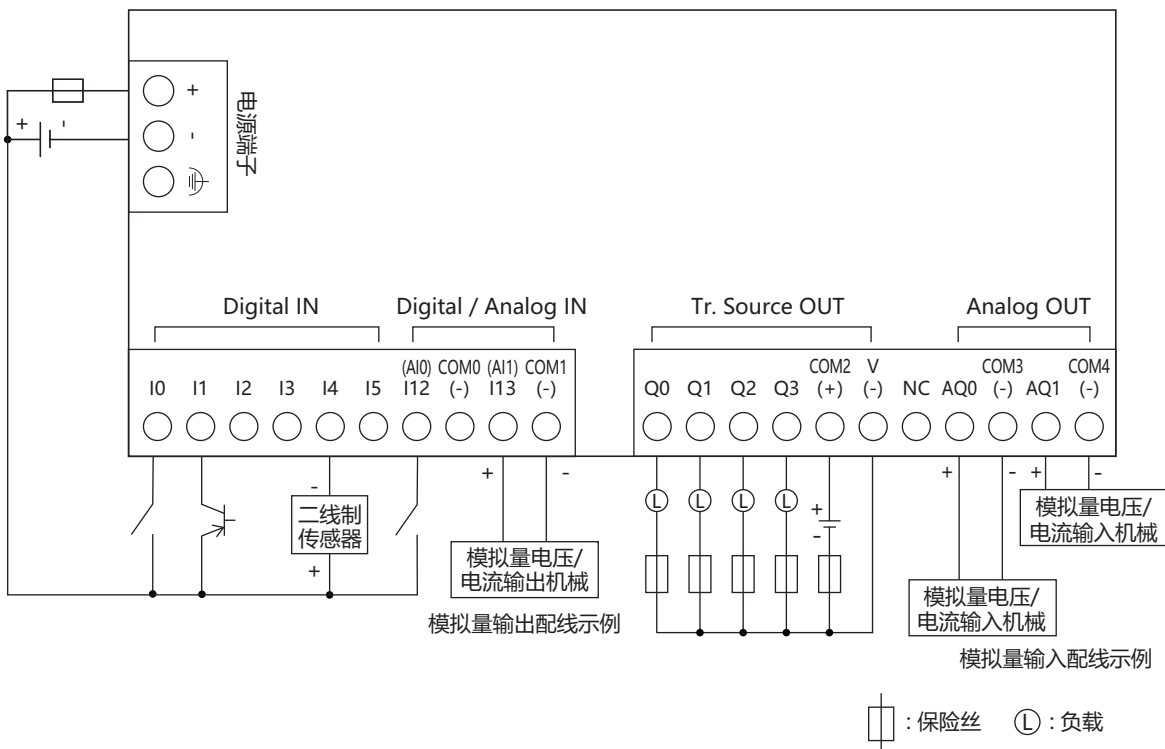 +
-
电源端子
+
-
Digital IN
Digital / Analog IN
Tr. Source OUT
Analog OUT
(AI0) COM0 (AI1) COM1
I0 I1 I2 I3 I4 I5 I12 (-) I13 (-)
COM2 V COM3 COM4
Q0 Q1 Q2 Q3 (+) (-) NC AQ0 (-) AQ1 (-)
-
二线制
传感器
+
+
-
模拟量电压/
电流输出机械
模拟量输出配线示例
L L L L
+
-
+
-
+
-
模拟量电压/
电流输入机械
模拟量电压/
电流输入机械
模拟量输入配线示例
: 保险丝
L : 负载